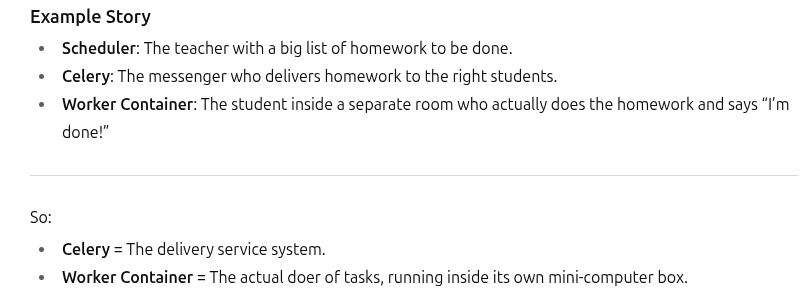 Example Story
• Scheduler: The teacher with a big list of homework to be done.
• Celery: The messenger who delivers homework to the right students.
• Worker Container: The student inside a separate room who actually does the homework and says “I’m
done!”
So:
• Celery = The delivery service system.
• Worker Container = The actual doer of tasks, running inside its own mini-computer box.